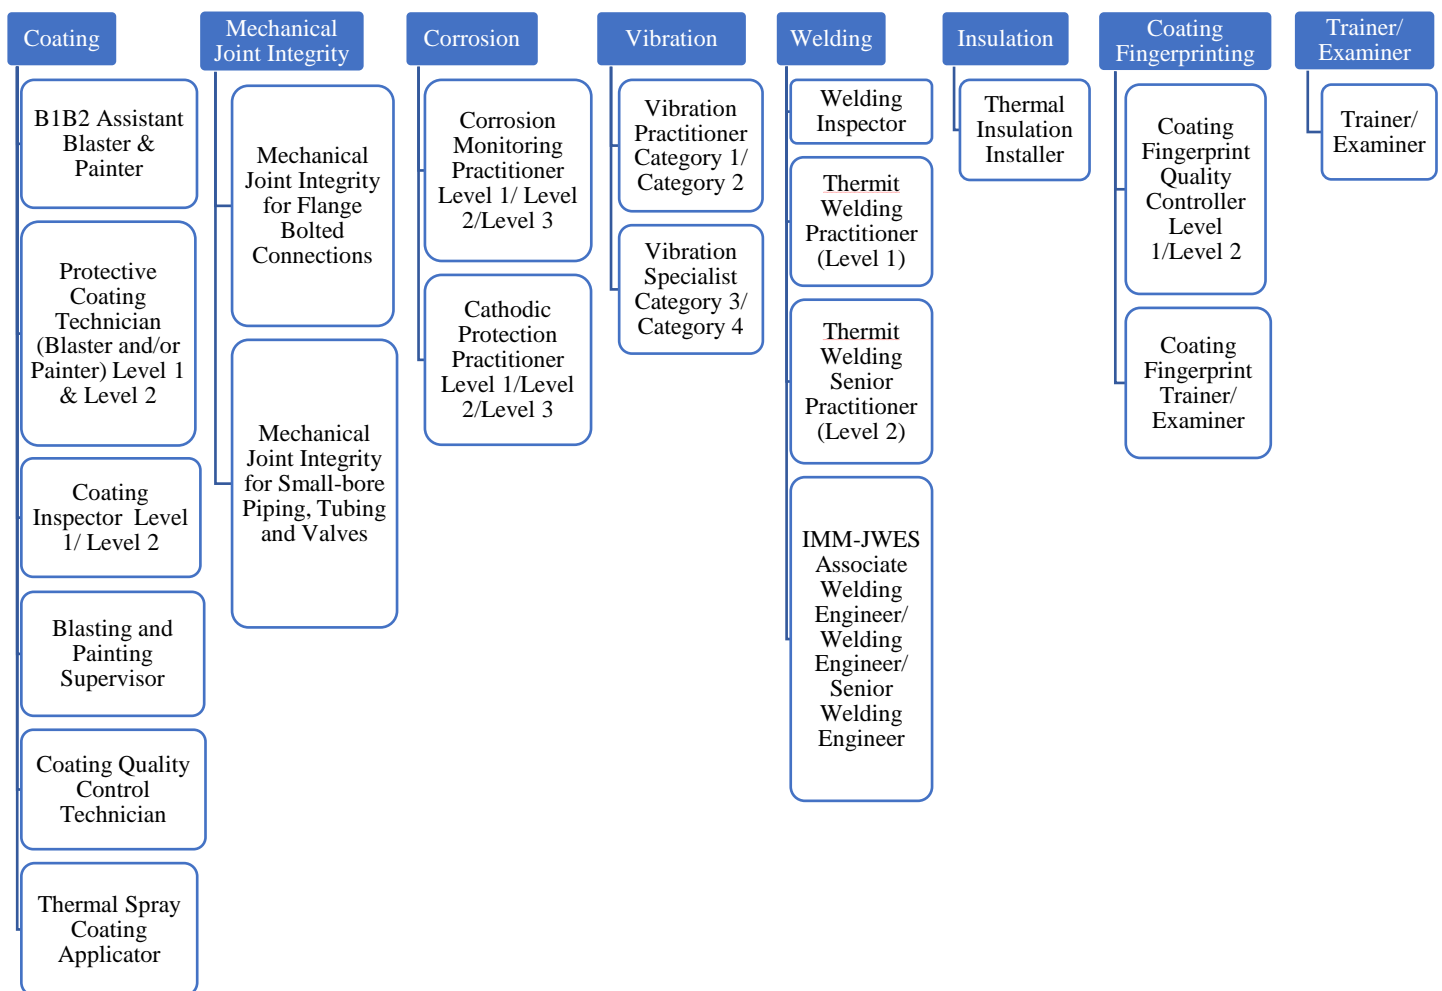 Coating
B1B2 Assistant
Blaster &
Painter
Protective
Coating
Technician
(Blaster and/or
Painter) Level 1
& Level 2
Coating
Inspector Level
1/ Level 2
Blasting and
Painting
Supervisor
Coating Quality
Control
Technician
Thermal Spray
Coating
Applicator
Mechanical
Joint Integrity
Mechanical
Joint Integrity
for Flange
Bolted
Connections
Mechanical
Joint Integrity
for Small-bore
Piping, Tubing
and Valves
Corrosion
Corrosion
Monitoring
Practitioner
Level 1/ Level
2/Level 3
Cathodic
Protection
Practitioner
Level 1/Level
2/Level 3
Vibration
Vibration
Practitioner
Category 1/
Category 2
Vibration
Specialist
Category 3/
Category 4
Welding
Welding
Inspector
Thermit
Welding
Practitioner
(Level 1)
Thermit
Welding
Senior
Practitioner
(Level 2)
IMM-JWES
Associate
Welding
Engineer/
Welding
Engineer/
Senior
Welding
Engineer
Insulation
Thermal
Insulation
Installer
Coating
Fingerprinting
Coating
Fingerprint
Quality
Controller
Level
1/Level 2
Coating
Fingerprint
Trainer/
Examiner
Trainer/
Examiner
Trainer/
Examiner